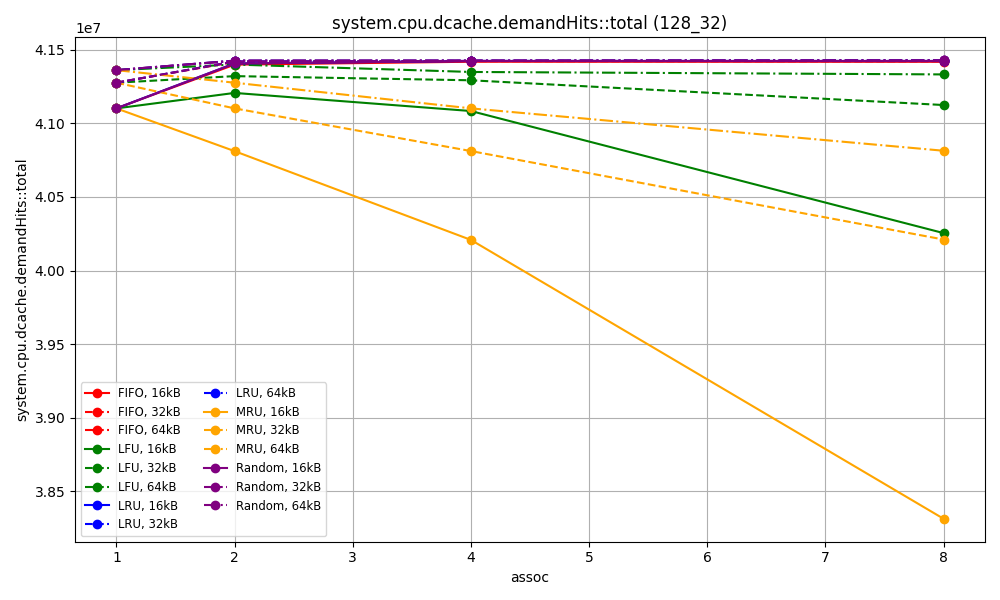 system.cpu.dcache.demandHits::total (128_32)
1e7
4.15
4.10
4.05
4.00
3.95
3.90
3.85
system.cpu.dcache.demandHits::total
FIFO, 16kB
FIFO, 32kB
FIFO, 64kB
LFU, 16kB
LFU, 32kB
LFU, 64kB
LRU, 16kB
LRU, 32kB
LRU, 64kB
MRU, 16kB
MRU, 32kB
MRU, 64kB
Random, 16kB
Random, 32kB
Random, 64kB
1 2 3 4 5 6 7 8
assoc